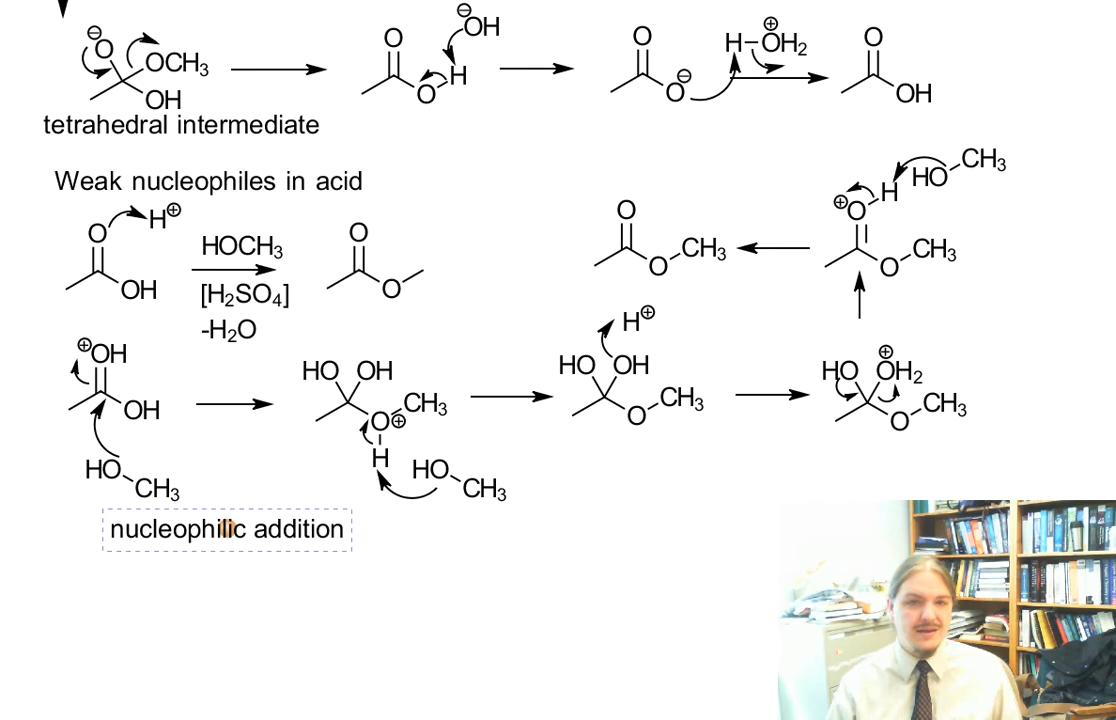 ⊖
O
OCH3
OH
tetrahedral intermediate
O
O
H
⊖
OH
O
⊖
O
H-OH2
⊕
O
OH
Weak nucleophiles in acid
O
H⊕
OH
HOCH3
[H2SO4]
-H2O
O
O
O
O
CH3
⊕
O
H
HO
CH3
O
CH3
⊕OH
OH
HO
CH3
HO OH
O⊕
CH3
H
HO
CH3
H⊕
HO OH
O
CH3
⊕
HO OH2
O
CH3
nucleophilic addition